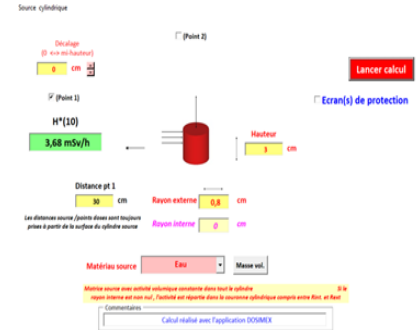 Source cylindrique
(Point 2)
Décalage
(0 <-> mi-hauteur)
0 cm
Lancer calcul
(Point 1)
Ecran(s) de protection
H*(10)
3,68 mSv/h
Hauteur
3 cm
Distance pt 1
30 cm
Rayon externe 0,8 cm
Les distances source /points doses sont toujours
prises à partir de la surface du cylindre source
Rayon interne 0 cm
Matériau source Eau Masse vol.
Matrice source avec activité volumique constante dans tout le cylindre Si le
rayon interne est non nul, l'activité est répartie dans la couronne cylindrique compris entre Rint. et Rext
Commentaires
Calcul réalisé avec l'application DOSIMEX